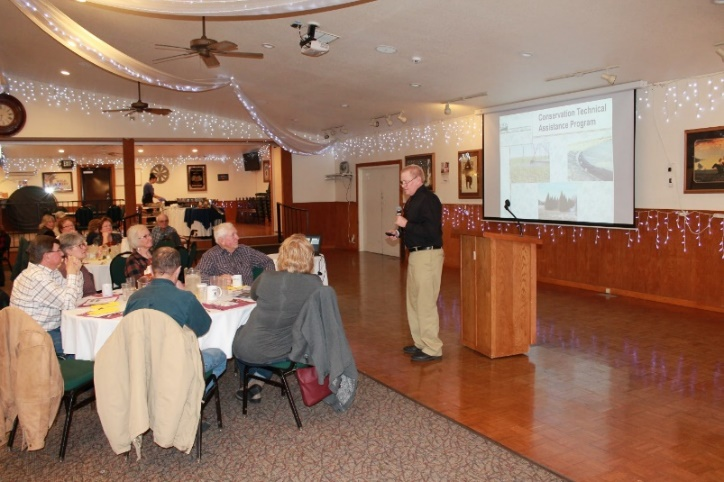 Conservation Technical
Assistance Program